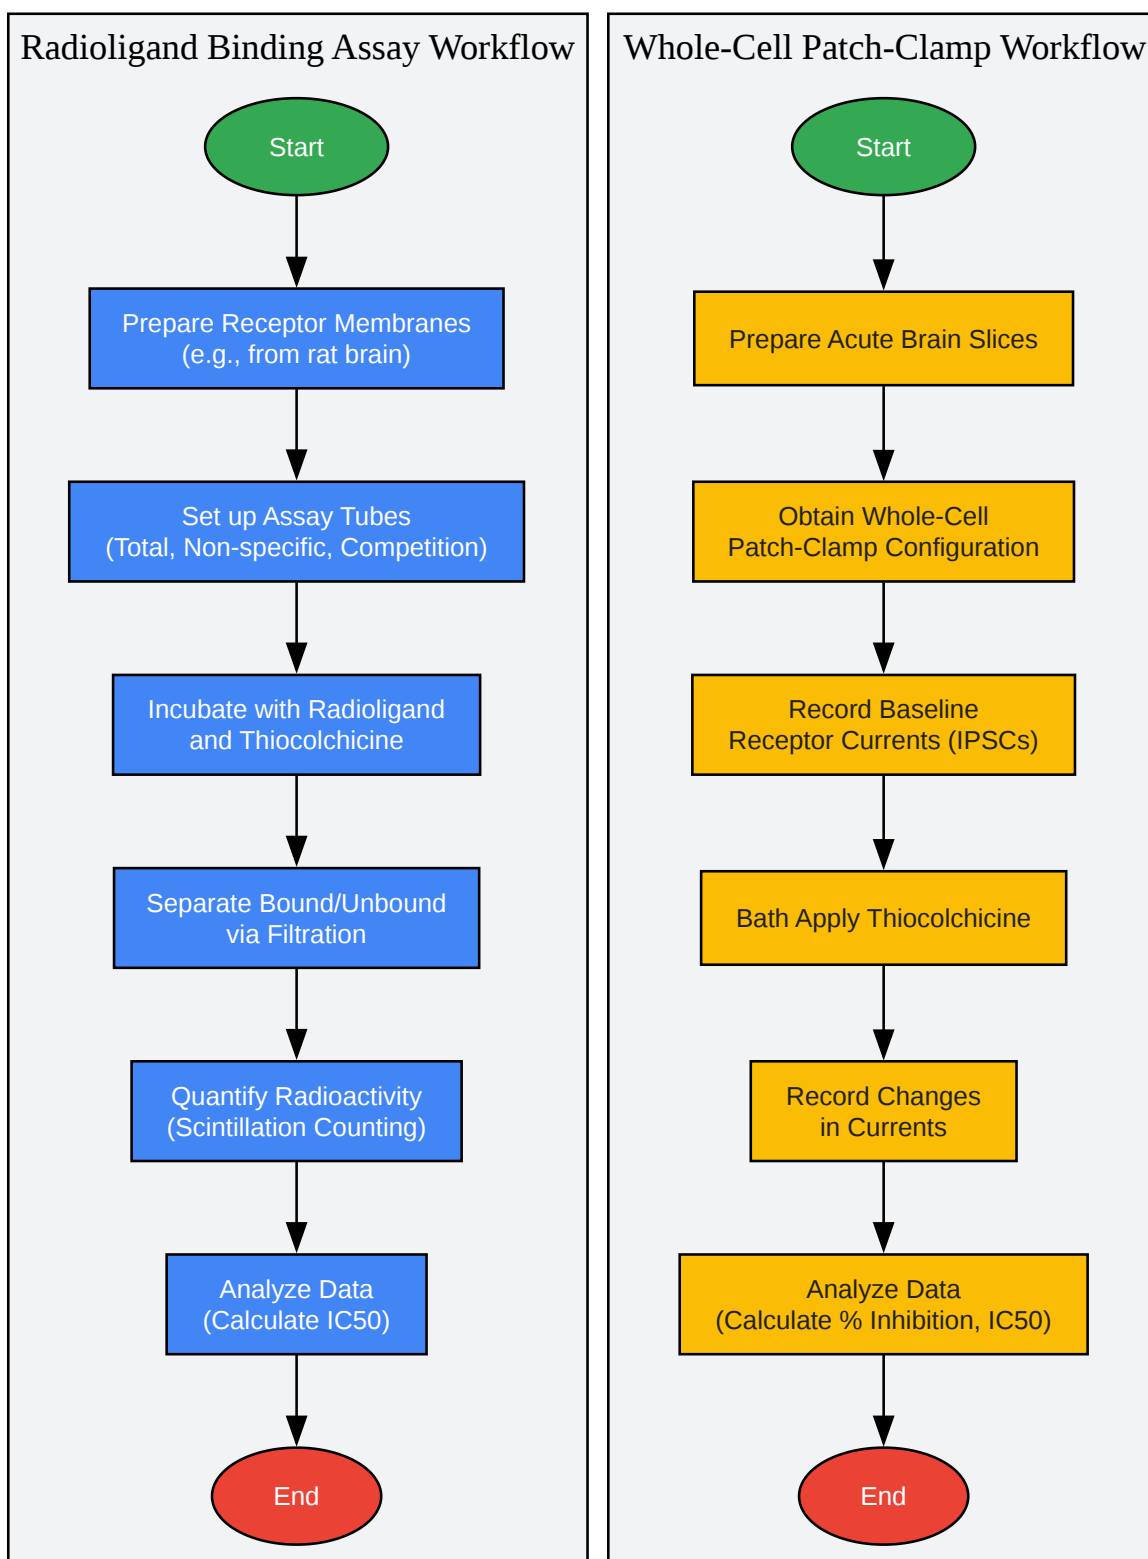 Radioligand Binding Assay Workflow
Start
Prepare Receptor Membranes
(e.g., from rat brain)
Set up Assay Tubes
(Total, Non-specific, Competition)
Incubate with Radioligand
and Thiocolchicine
Separate Bound/Unbound
via Filtration
Quantify Radioactivity
(Scintillation Counting)
Analyze Data
(Calculate IC50)
End
Whole-Cell Patch-Clamp Workflow
Start
Prepare Acute Brain Slices
Obtain Whole-Cell
Patch-Clamp Configuration
Record Baseline
Receptor Currents (IPSCs)
Bath Apply Thiocolchicine
Record Changes
in Currents
Analyze Data
(Calculate % Inhibition, IC50)
End